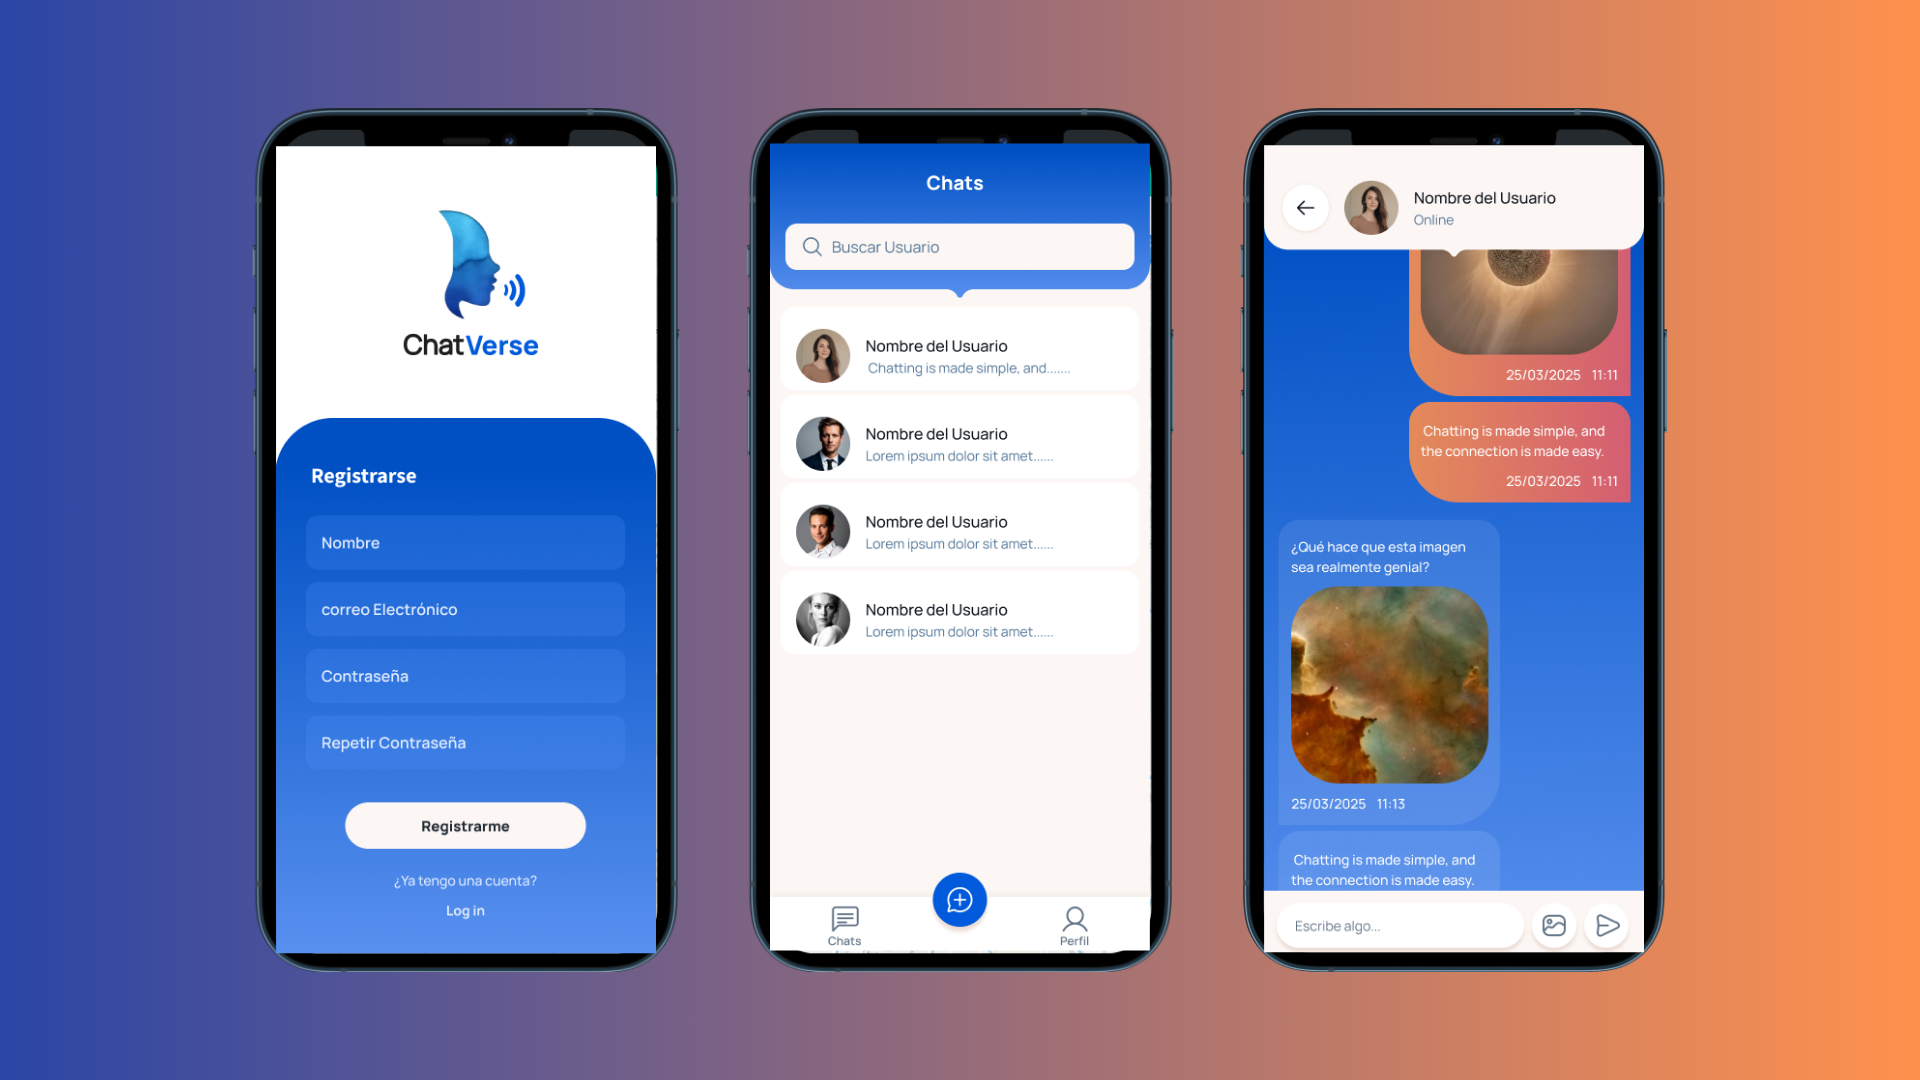 ChatVerse
Registrarse
Nombre
correo Electrónico
Contraseña
Repetir Contraseña
Registrarme
¿Ya tengo una cuenta?
Log in
Chats
Buscar Usuario
Nombre del Usuario
Chatting is made simple, and.......
Nombre del Usuario
Lorem ipsum dolor sit amet......
Nombre del Usuario
Lorem ipsum dolor sit amet......
Nombre del Usuario
Lorem ipsum dolor sit amet......
Chats
Perfil
Nombre del Usuario
Online
25/03/2025 11:11
Chatting is made simple, and
the connection is made easy.
25/03/2025 11:11
¿Qué hace que esta imagen
sea realmente genial?
25/03/2025 11:13
Chatting is made simple, and
the connection is made easy.
Escribe algo...